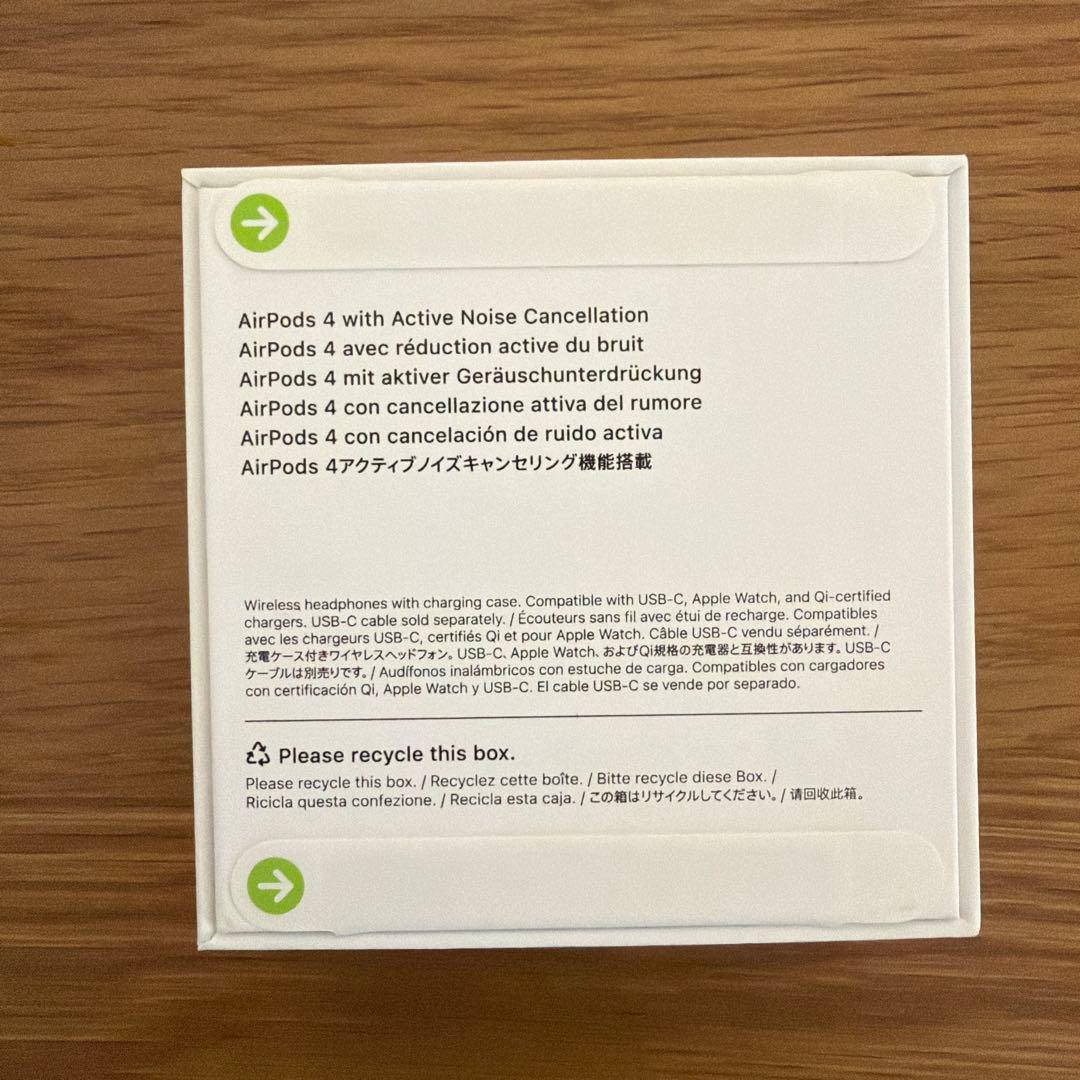 AirPods 4 with Active Noise Cancellation
AirPods 4 avec réduction active du bruit
AirPods 4 mit aktiver Geräuschunterdrückung
AirPods 4 con cancellazione attiva del rumore
AirPods 4 con cancelación de ruido activa
AirPods 4アクティブノイズキャンセリング機能搭載
Wireless headphones with charging case. Compatible with USB-C, Apple Watch, and Qi-certified
chargers. USB-C cable sold separately. / Écouteurs sans fil avec étui de recharge. Compatibles
avec les chargeurs USB-C, certifiés Qi et pour Apple Watch. Câble USB-C vendu séparément. /
充電ケース付きワイヤレスヘッドフォン。USB-C、Apple Watch、およびQi規格の充電器と互換性があります。USB-C
ケーブルは別売りです。/ Audífonos inalámbricos con estuche de carga. Compatibles con cargadores
con certificación Qi, Apple Watch y USB-C. El cable USB-C se vende por separado.
Please recycle this box.
Please recycle this box. / Recyclez cette boîte. / Bitte recycle diese Box. /
Ricicla questa confezione. / Recicla esta caja. / この箱はリサイクルしてください。/ 请回收此箱。